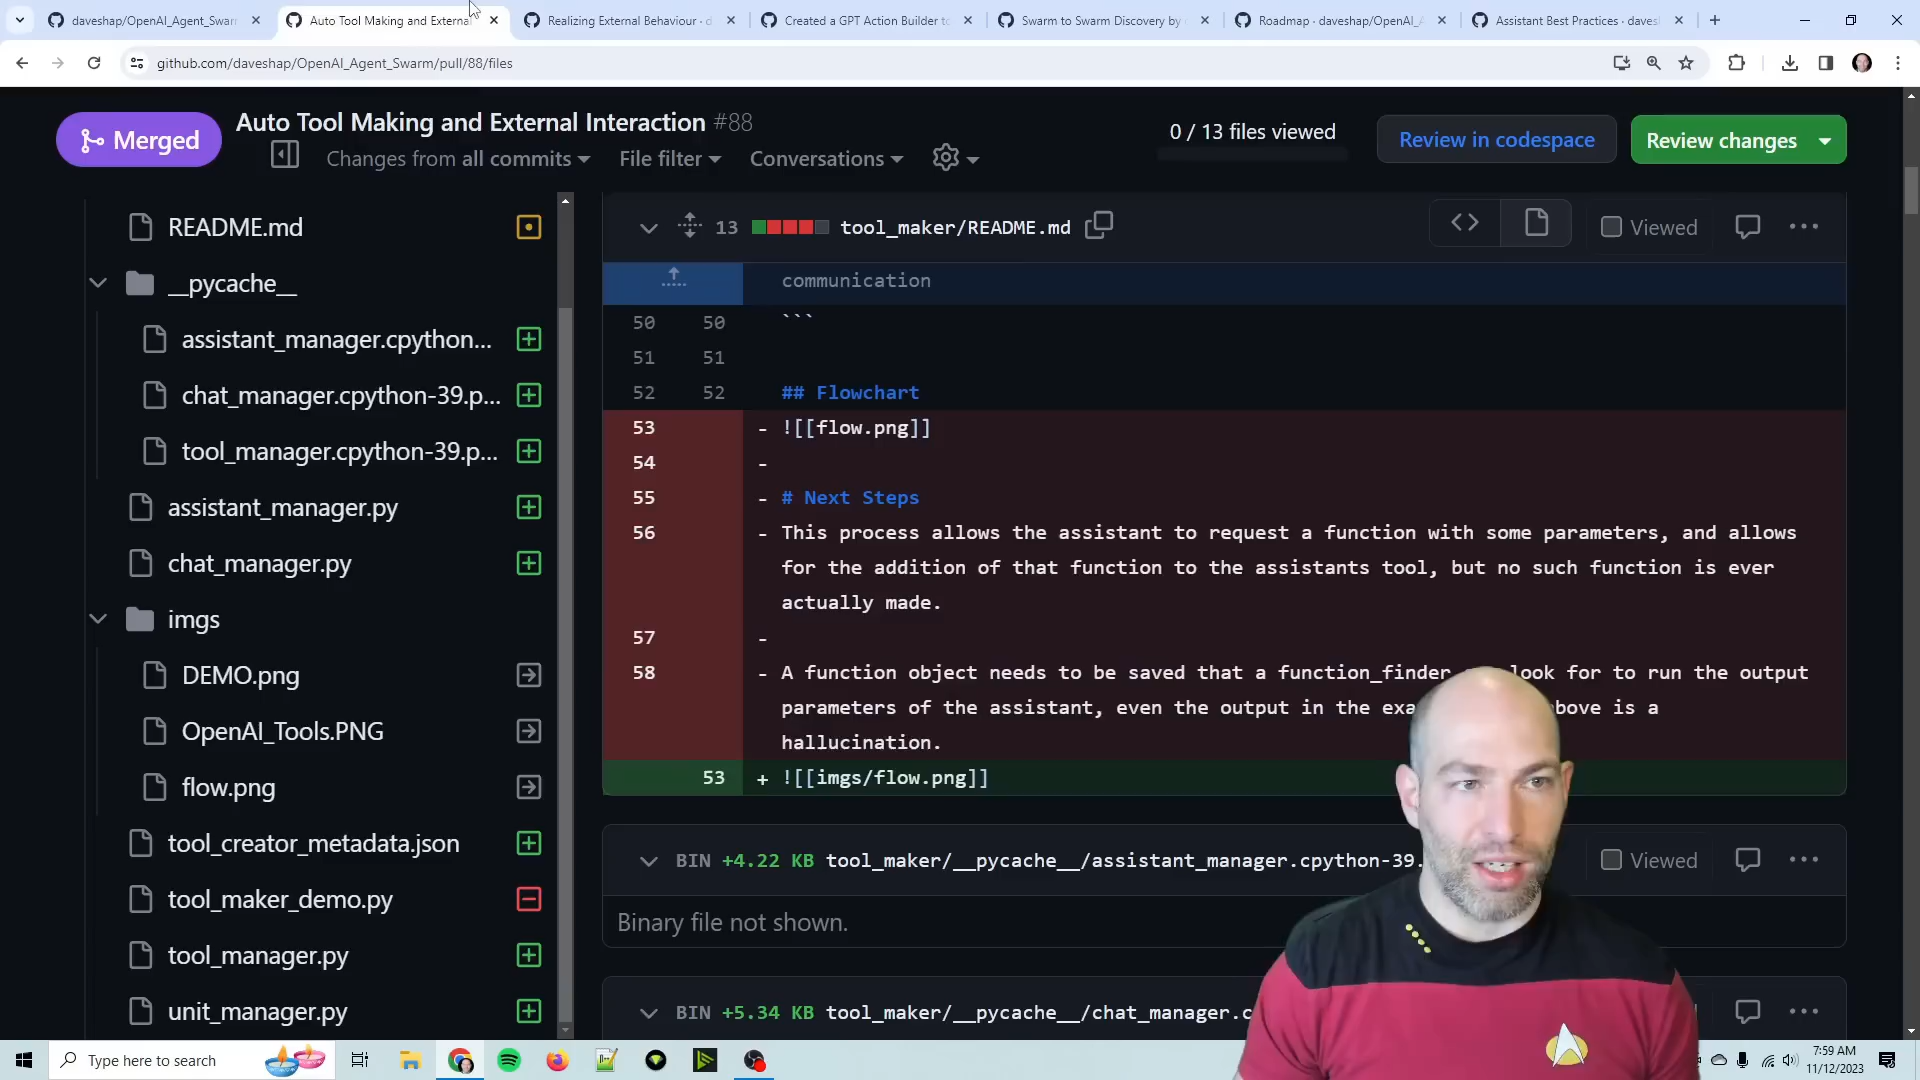 daveshap/OpenAI_Agent_Swarm
Auto Tool Making and External
Realizing External Behaviour · d
Created a GPT Action Builder to
Swarm to Swarm Discovery by
Roadmap · daveshap/OpenAI_A
Assistant Best Practices · daves
github.com/daveshap/OpenAI_Agent_Swarm/pull/88/files
Merged
Auto Tool Making and External Interaction #88
Changes from all commits
File filter
Conversations
0 / 13 files viewed
Review in codespace
Review changes
README.md
__pycache__
assistant_manager.cpython...
chat_manager.cpython-39.p...
tool_manager.cpython-39.p...
assistant_manager.py
chat_manager.py
imgs
DEMO.png
OpenAI_Tools.PNG
flow.png
tool_creator_metadata.json
tool_maker_demo.py
tool_manager.py
unit_manager.py
13 tool_maker/README.md
Viewed
communication
50 50 ```
51 51
52 52 ## Flowchart
53 - ![[flow.png]]
54 -
55 - # Next Steps
56 - This process allows the assistant to request a function with some parameters, and allows
for the addition of that function to the assistants tool, but no such function is ever
actually made.
57 -
58 - A function object needs to be saved that a function_finder look for to run the output
parameters of the assistant, even the output in the exa bove is a
hallucination.
53 + ![[imgs/flow.png]]
BIN +4.22 KB tool_maker/__pycache__/assistant_manager.cpython-39.
Viewed
Binary file not shown.
BIN +5.34 KB tool_maker/__pycache__/chat_manager.c
Type here to search
7:59 AM
11/12/2023